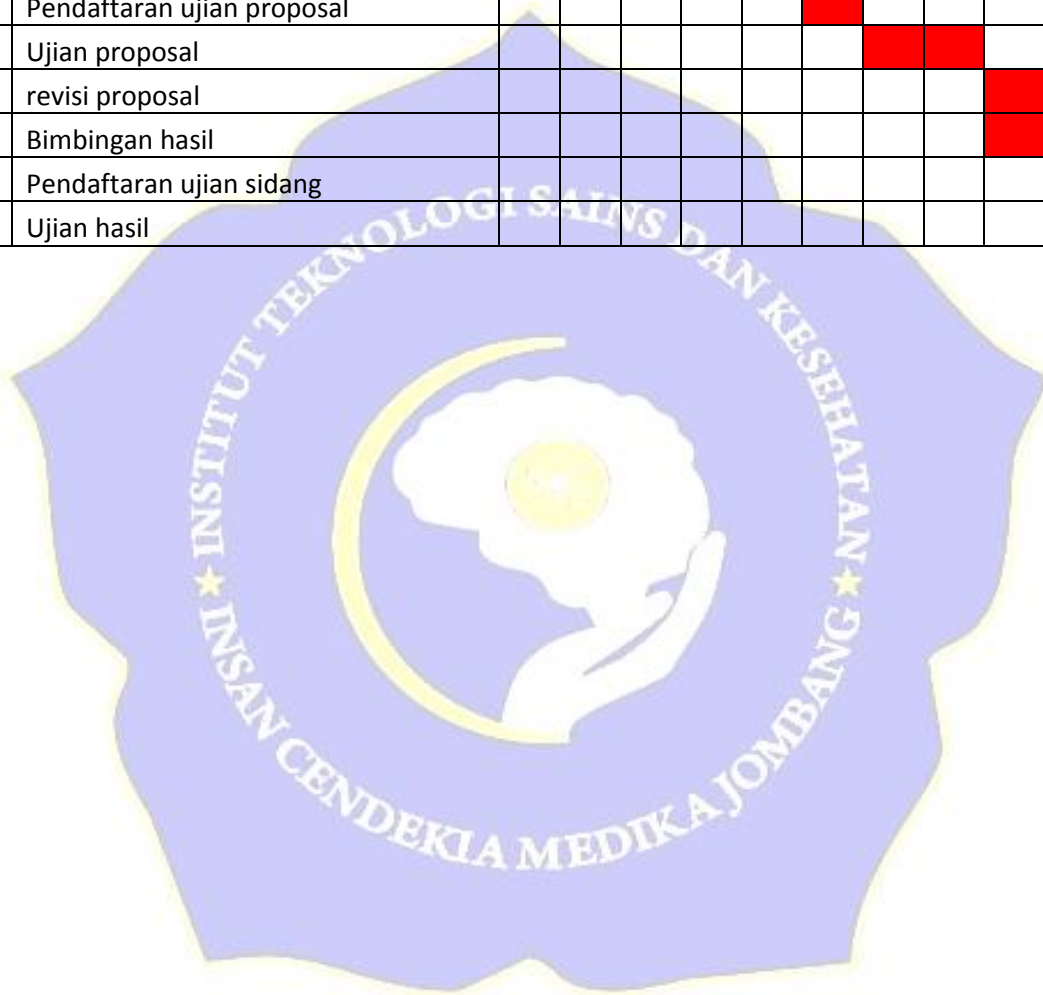 Pendaftaran ujian proposal
Ujian proposal
revisi proposal
Bimbingan hasil
Pendaftaran ujian sidang
Ujian hasil
INSTITUT TEKNOLOGI SAINS DAN KESEHATAN
INSAN CENDEKIA MEDIKA JOMBANG